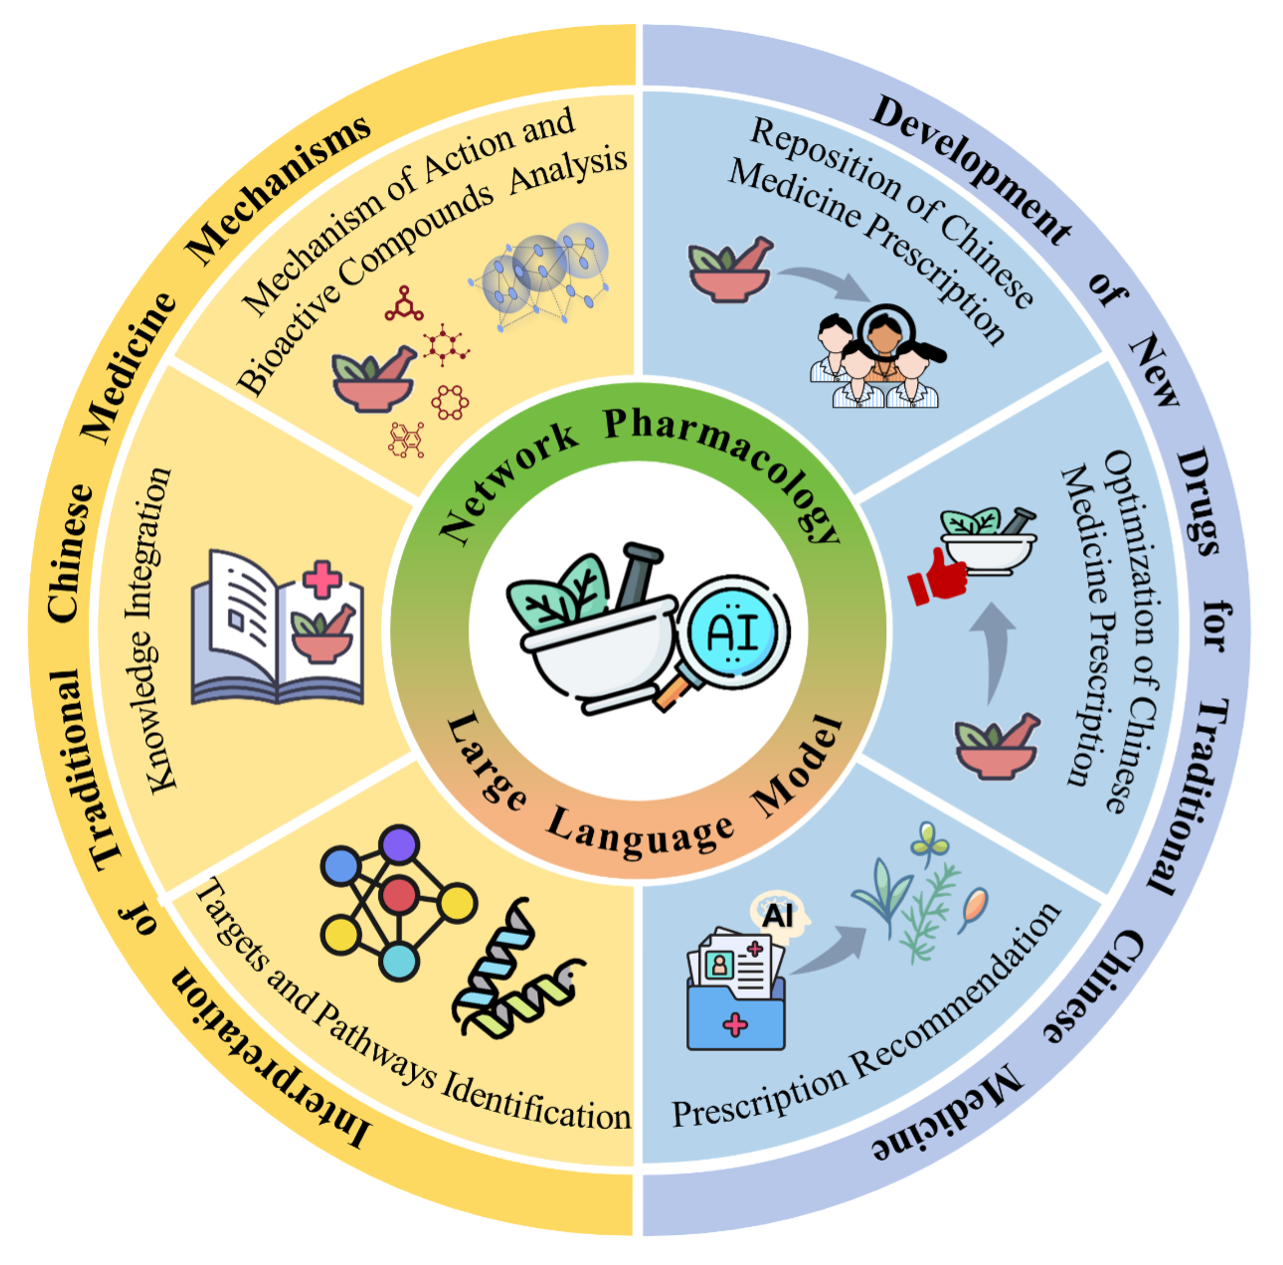 Interpretation of Traditional Chinese Medicine Mechanisms
Development of New Drugs for Traditional Chinese Medicine
Mechanism of Action and
Bioactive Compounds Analysis
Knowledge Integration
Targets and Pathways Identification
Reposition of Chinese
Medicine Prescription
Optimization of Chinese
Medicine Prescription
AI
Prescription Recommendation
Network Pharmacology
AI
Large Language Model